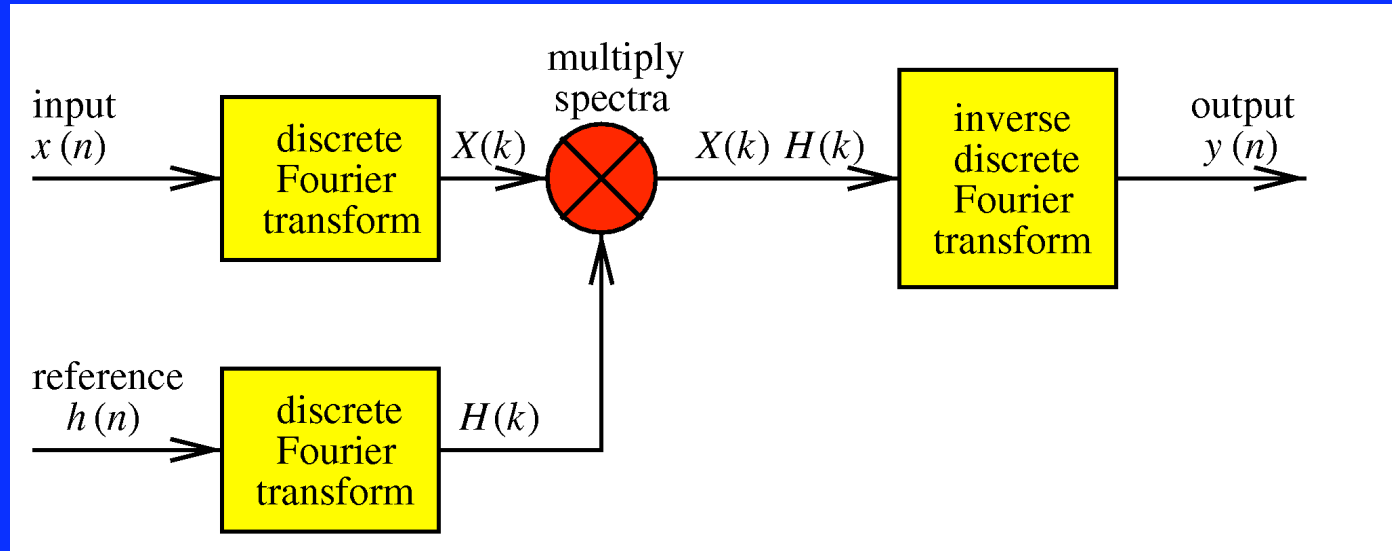 multiply
spectra
input
x (n)
discrete
Fourier
transform
X(k)
X(k) H(k)
inverse
discrete
Fourier
transform
output
y (n)
reference
h (n)
discrete
Fourier
transform
H(k)